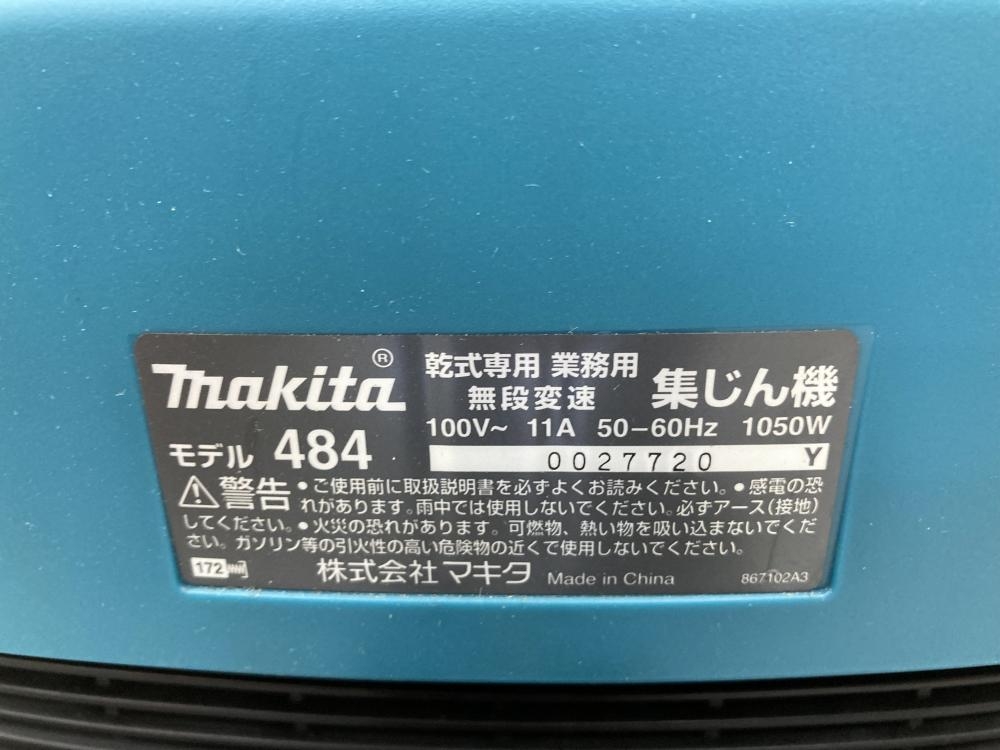 makita®
乾式専用 業務用
無段変速
集じん機
100V~ 11A 50-60Hz 1050W
モデル 484
0027720 Y
警告 •ご使用前に取扱説明書を必ずよくお読みください。•感電の恐
れがあります。雨中では使用しないでください。必ずアース(接地)
してください。•火災の恐れがあります。可燃物、熱い物を吸い込まないでくだ
さい。ガソリン等の引火性の高い危険物の近くで使用しないでください。
172
株式会社 マキタ Made in China 867102A3